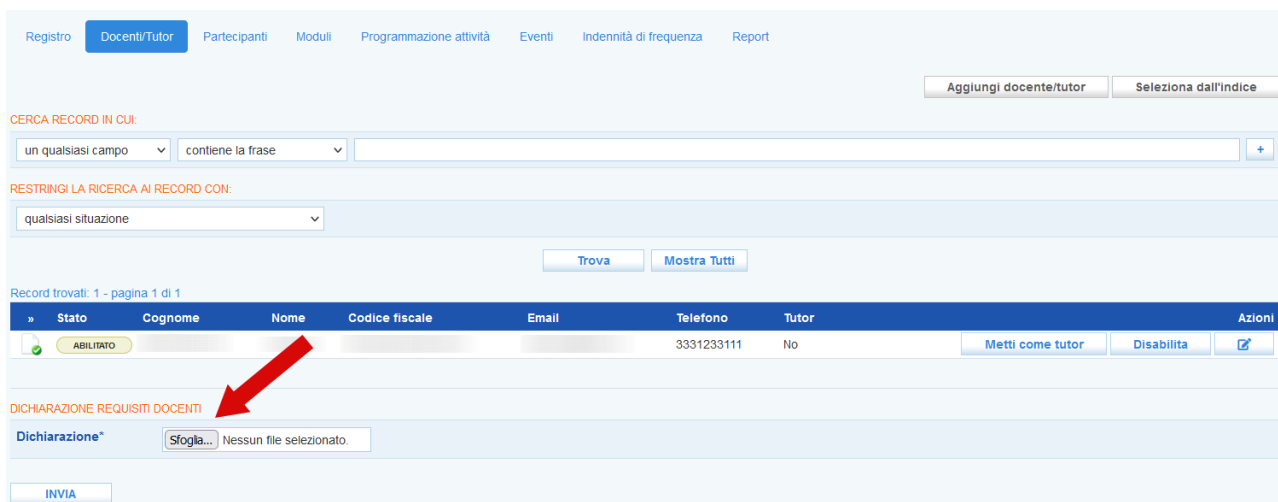 Registro Docenti/Tutor Partecipanti Moduli Programmazione attività Eventi Indennità di frequenza Report
Aggiungi docente/tutor Seleziona dall'indice
CERCA RECORD IN CUI:
un qualsiasi campo contiene la frase +
RESTRINGI LA RICERCA AI RECORD CON:
qualsiasi situazione
Trova Mostra Tutti
Record trovati: 1 - pagina 1 di 1
» Stato Cognome Nome Codice fiscale Email Telefono Tutor Azioni
ABILITATO 3331233111 No Metti come tutor Disabilita
DICHIARAZIONE REQUISITI DOCENTI
Dichiarazione* Sfoglia... Nessun file selezionato.
INVIA